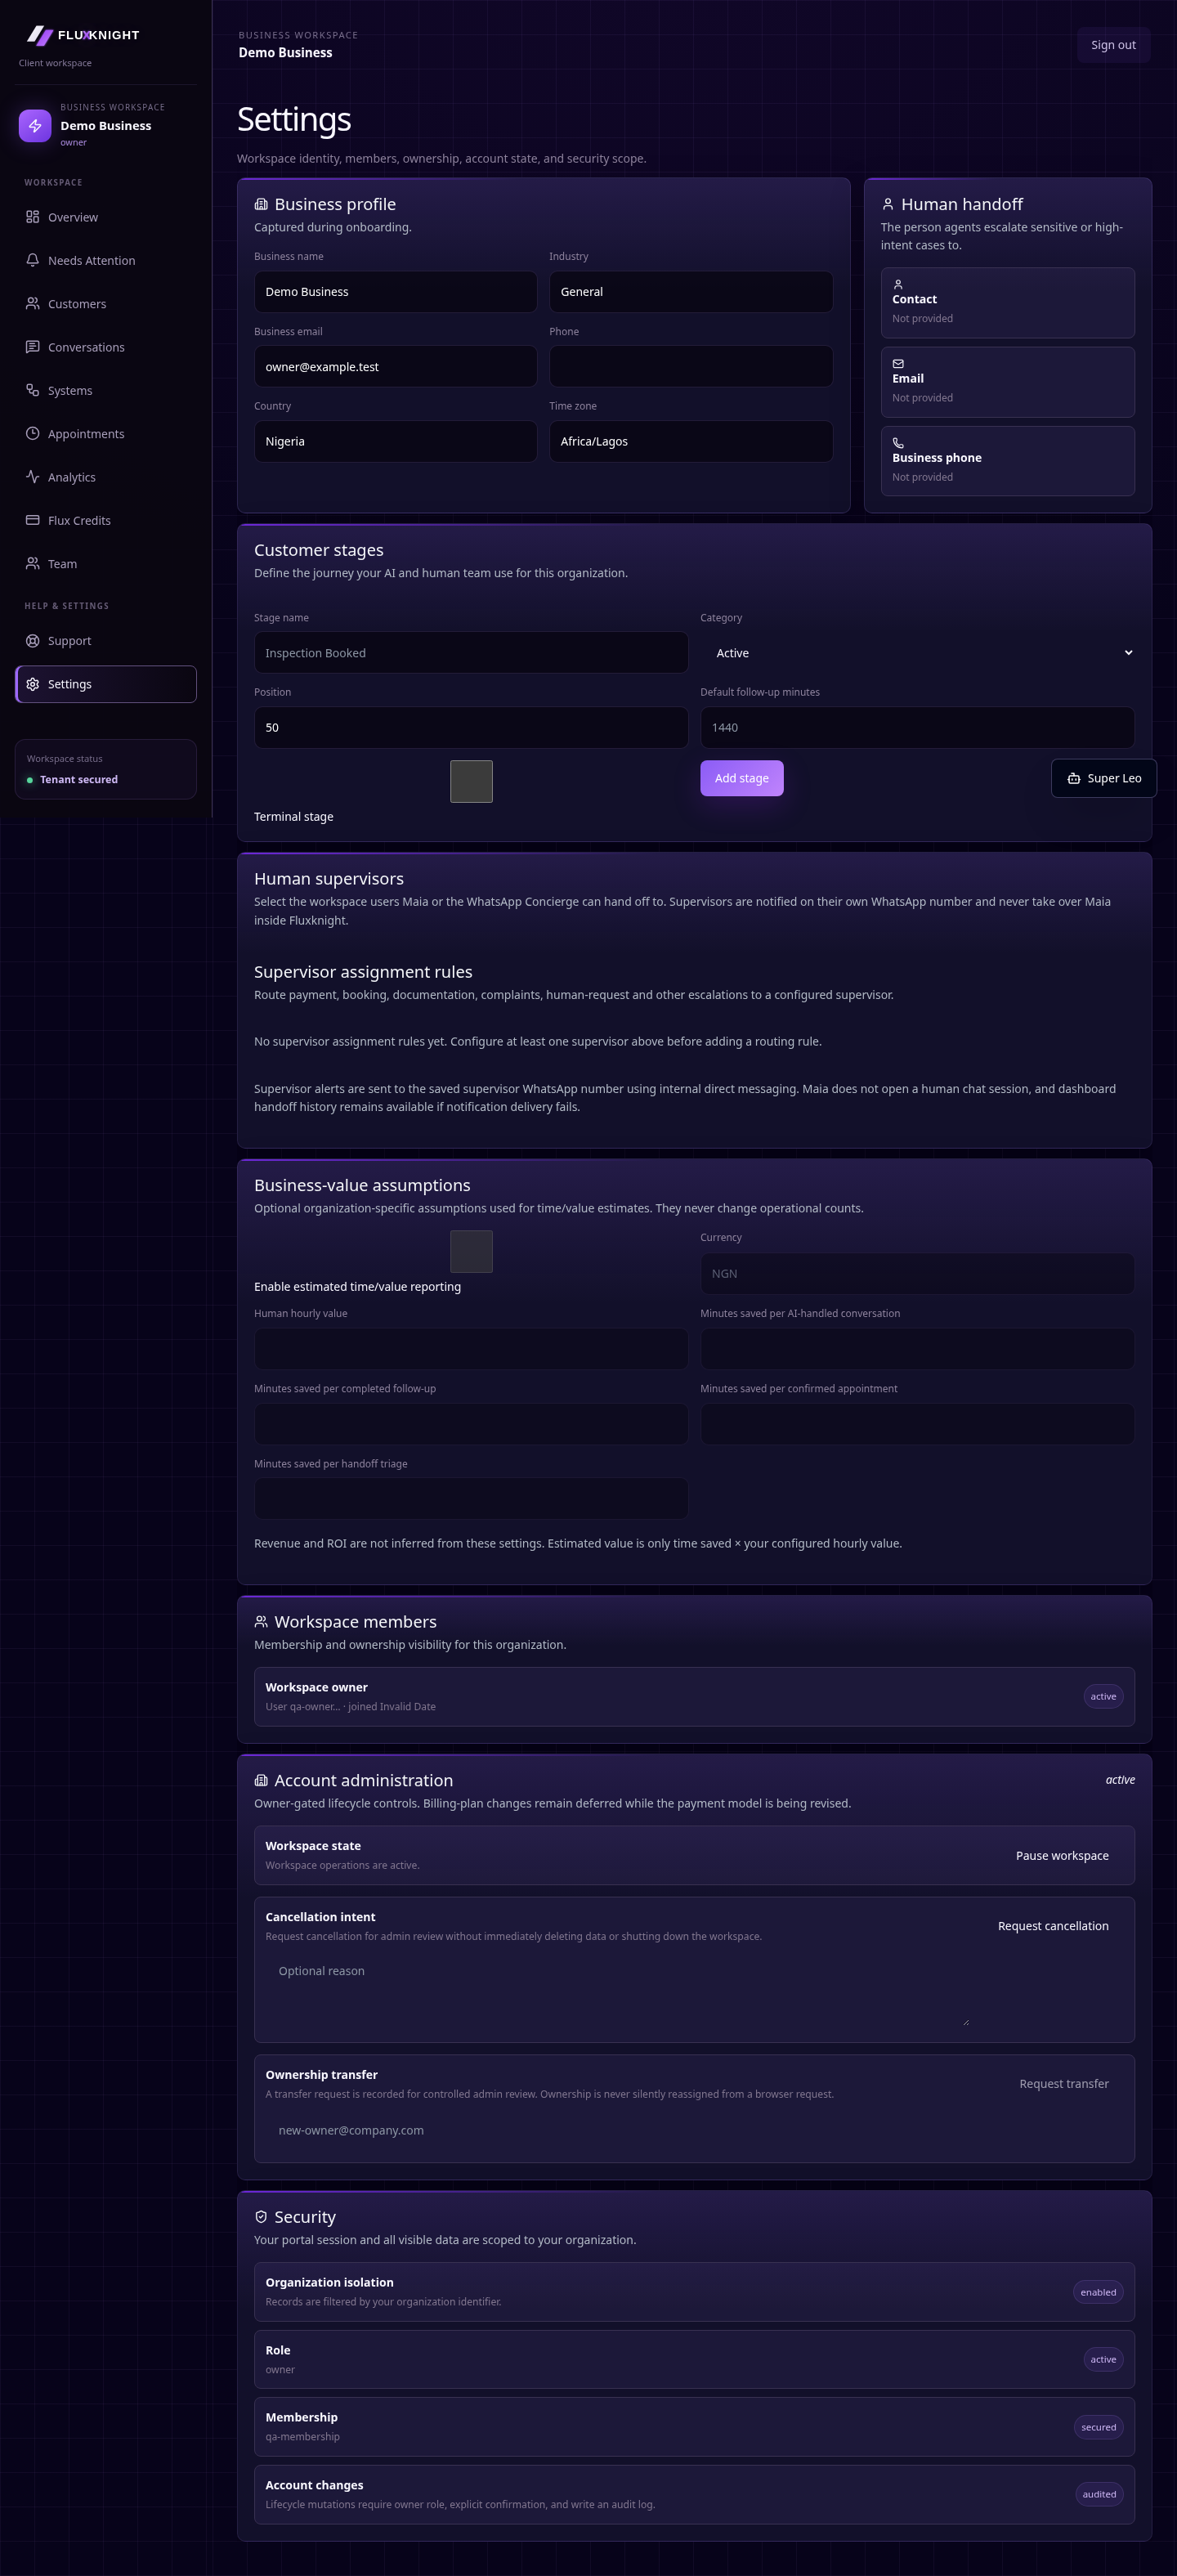 FLUXKNIGHT
Client workspace
BUSINESS WORKSPACE
Demo Business
owner
WORKSPACE
Overview
Needs Attention
Customers
Conversations
Systems
Appointments
Analytics
Flux Credits
Team
HELP & SETTINGS
Support
Settings
Workspace status
Tenant secured
BUSINESS WORKSPACE
Demo Business
Sign out
Settings
Workspace identity, members, ownership, account state, and security scope.
Business profile
Captured during onboarding.
Business name
Industry
Demo Business
General
Business email
Phone
owner@example.test
Country
Time zone
Nigeria
Africa/Lagos
Human handoff
The person agents escalate sensitive or high-
intent cases to.
Contact
Not provided
Email
Not provided
Business phone
Not provided
Customer stages
Define the journey your AI and human team use for this organization.
Stage name
Category
Inspection Booked
Active
Position
Default follow-up minutes
50
1440
Add stage
Super Leo
Terminal stage
Human supervisors
Select the workspace users Maia or the WhatsApp Concierge can hand off to. Supervisors are notified on their own WhatsApp number and never take over Maia
inside Fluxknight.
Supervisor assignment rules
Route payment, booking, documentation, complaints, human-request and other escalations to a configured supervisor.
No supervisor assignment rules yet. Configure at least one supervisor above before adding a routing rule.
Supervisor alerts are sent to the saved supervisor WhatsApp number using internal direct messaging. Maia does not open a human chat session, and dashboard
handoff history remains available if notification delivery fails.
Business-value assumptions
Optional organization-specific assumptions used for time/value estimates. They never change operational counts.
Currency
NGN
Enable estimated time/value reporting
Human hourly value
Minutes saved per AI-handled conversation
Minutes saved per completed follow-up
Minutes saved per confirmed appointment
Minutes saved per handoff triage
Revenue and ROI are not inferred from these settings. Estimated value is only time saved × your configured hourly value.
Workspace members
Membership and ownership visibility for this organization.
Workspace owner
User qa-owner... · joined Invalid Date
active
Account administration
active
Owner-gated lifecycle controls. Billing-plan changes remain deferred while the payment model is being revised.
Workspace state
Workspace operations are active.
Pause workspace
Cancellation intent
Request cancellation for admin review without immediately deleting data or shutting down the workspace.
Request cancellation
Optional reason
Ownership transfer
A transfer request is recorded for controlled admin review. Ownership is never silently reassigned from a browser request.
Request transfer
new-owner@company.com
Security
Your portal session and all visible data are scoped to your organization.
Organization isolation
Records are filtered by your organization identifier.
enabled
Role
owner
active
Membership
qa-membership
secured
Account changes
Lifecycle mutations require owner role, explicit confirmation, and write an audit log.
audited